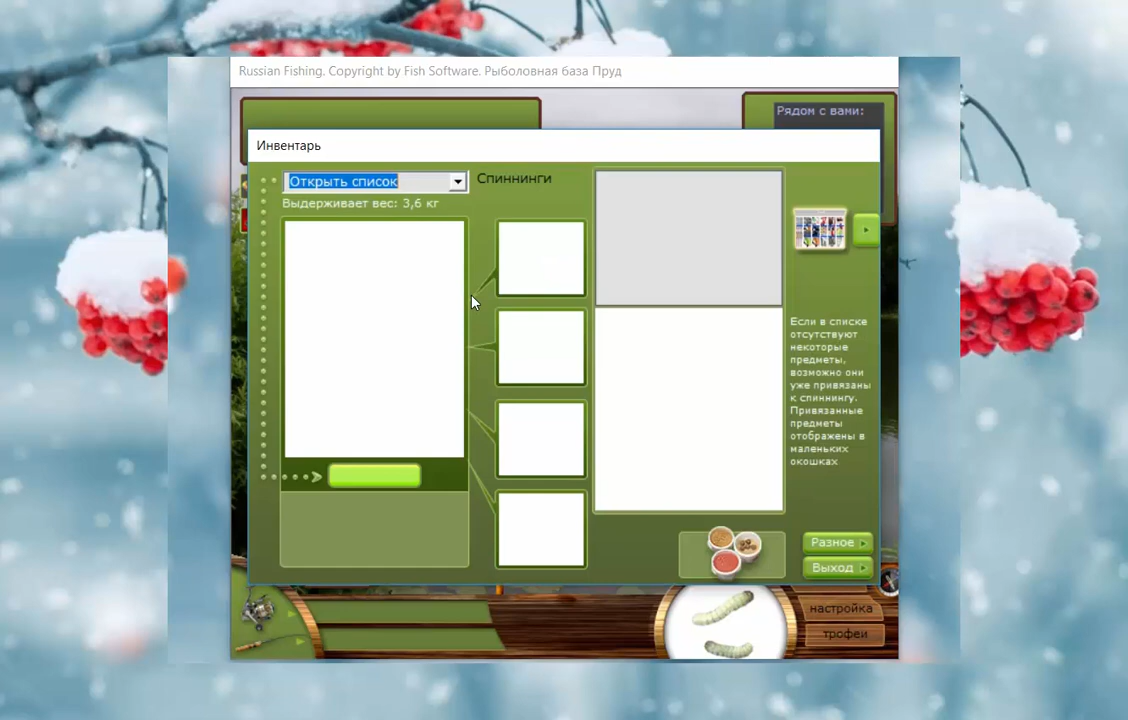 Russian Fishing. Copyright by Fish Software. Рыболовная база Пруд
Рядом с вами:
Инвентарь
Открыть список
Спиннинги
Выдерживает вес: 3,6 кг
Если в списке
отсутствуют
некоторые
предметы,
возможно они
уже привязаны
к спиннингу.
Привязанные
предметы
отображены в
маленьких
окошках
Разное
Выход
настройка
трофеи